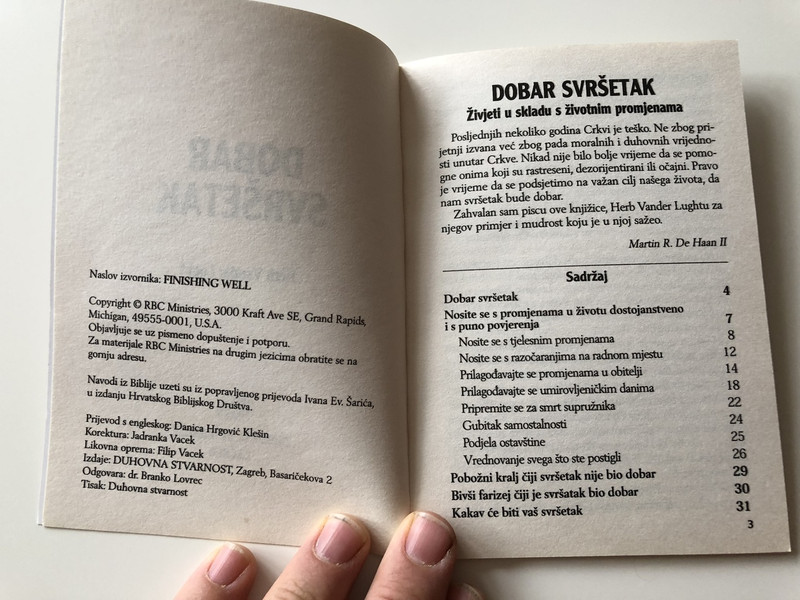 Naslov izvornika: FINISHING WELL
Copyright © RBC Ministries, 3000 Kraft Ave SE, Grand Rapids,
Michigan, 49555-0001, U.S.A.
Objavljuje se uz pismeno dopuštenje i potporu.
Za materijale RBC Ministries na drugim jezicima obratite se na
gornju adresu.
Navodi iz Biblije uzeti su iz popravljenog prijevoda Ivana Ev. Šarića,
u izdanju Hrvatskog Biblijskog Društva.
Prijevod s engleskog: Danica Hrgović Klešin
Korektura: Jadranka Vacek
Likovna oprema: Filip Vacek
Izdaje: DUHOVNA STVARNOST, Zagreb, Basaričekova 2
Odgovara: dr. Branko Lovrec
Tisak: Duhovna stvarnost
DOBAR SVRŠETAK
Živjeti u skladu s životnim promjenama
Posljednjih nekoliko godina Crkvi je teško. Ne zbog pri-
jetnji izvana već zbog pada moralnih i duhovnih vrijedno-
sti unutar Crkve. Nikad nije bilo bolje vrijeme da se pomo-
gne onima koji su rastreseni, dezorijentirani ili očajni. Pravo
je vrijeme da se podsjetimo na važan cilj našega života, da
nam svršetak bude dobar.
Zahvalan sam piscu ove knjižice, Herb Vander Lughtu za
njegov primjer i mudrost koju je u njoj sažeo.
Martin R. De Haan II
Sadržaj
Dobar svršetak 4
Nosite se s promjenama u životu dostojanstveno
i s puno povjerenja 7
Nosite se s tjelesnim promjenama 8
Nosite se s razočaranjima na radnom mjestu 12
Prilagođavajte se promjenama u obitelji 14
Prilagođavajte se umirovljeničkim danima 18
Pripremite se za smrt supružnika 22
Gubitak samostalnosti 24
Podjela ostavštine 25
Vrednovanje svega što ste postigli 26
Pobožni kralj čiji svršetak nije bio dobar 29
Bivši farizej čiji je svršatak bio dobar 30
Kakav će biti vaš svršetak 31
3